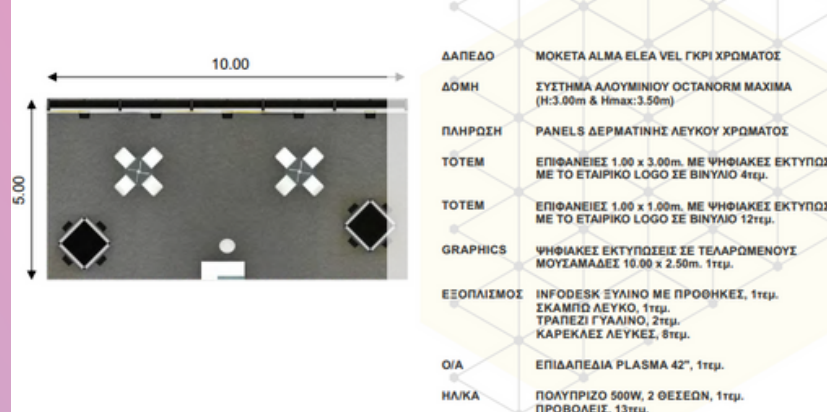 10.00
5.00
ΔΑΠΕΔΟ ΜΟΚΕΤΑ ALMA ELEA VEL ΓΚΡΙ ΧΡΩΜΑΤΟΣ
ΔΟΜΗ ΣΥΣΤΗΜΑ ΑΛΟΥΜΙΝΙΟΥ OCTANORM MAXIMA
(H:3.00m & Hmax:3.50m)
ΠΛΗΡΩΣΗ PANELS ΔΕΡΜΑΤΙΝΗΣ ΛΕΥΚΟΥ ΧΡΩΜΑΤΟΣ
TOTEM ΕΠΙΦΑΝΕΙΕΣ 1.00 x 3.00m. ΜΕ ΨΗΦΙΑΚΕΣ ΕΚΤΥΠΩΣ
ΜΕ ΤΟ ΕΤΑΙΡΙΚΟ LOGO ΣΕ ΒΙΝΥΛΙΟ 4τεμ.
TOTEM ΕΠΙΦΑΝΕΙΕΣ 1.00 x 1.00m. ΜΕ ΨΗΦΙΑΚΕΣ ΕΚΤΥΠΩΣ
ΜΕ ΤΟ ΕΤΑΙΡΙΚΟ LOGO ΣΕ ΒΙΝΥΛΙΟ 12τεμ.
GRAPHICS ΨΗΦΙΑΚΕΣ ΕΚΤΥΠΩΣΕΙΣ ΣΕ ΤΕΛΑΡΩΜΕΝΟΥΣ
ΜΟΥΣΑΜΑΔΕΣ 10.00 x 2.50m. 1τεμ.
ΕΞΟΠΛΙΣΜΟΣ INFODESK ΞΥΛΙΝΟ ΜΕ ΠΡΟΘΗΚΕΣ, 1τεμ.
ΣΚΑΜΠΩ ΛΕΥΚΟ, 1τεμ.
ΤΡΑΠΕΖΙ ΓΥΑΛΙΝΟ, 2τεμ.
ΚΑΡΕΚΛΕΣ ΛΕΥΚΕΣ, 8τεμ.
Ο/Α ΕΠΙΔΑΠΕΔΙΑ PLASMA 42", 1τεμ.
ΗΛ/ΚΑ ΠΟΛΥΠΡΙΖΟ 500W, 2 ΘΕΣΕΩΝ, 1τεμ.
ΠΡΟΒΟΛΕΙΣ, 13τεμ.